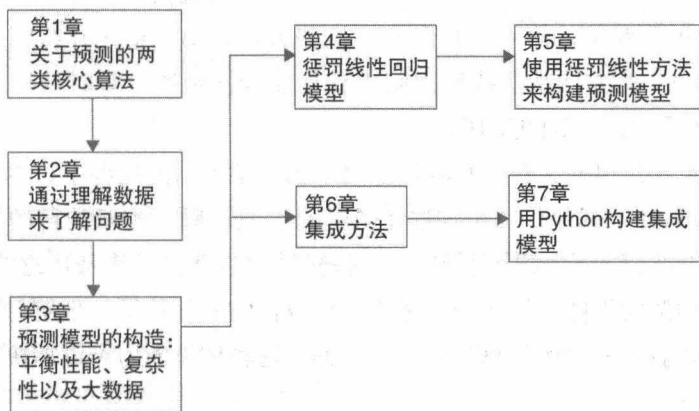 第1章
关于预测的两
类核心算法
第2章
通过理解数据
来了解问题
第3章
预测模型的构造：
平衡性能、复杂
性以及大数据
第4章
惩罚线性回归
模型
第5章
使用惩罚线性方法
来构建预测模型
第6章
集成方法
第7章
用Python构建集成
模型